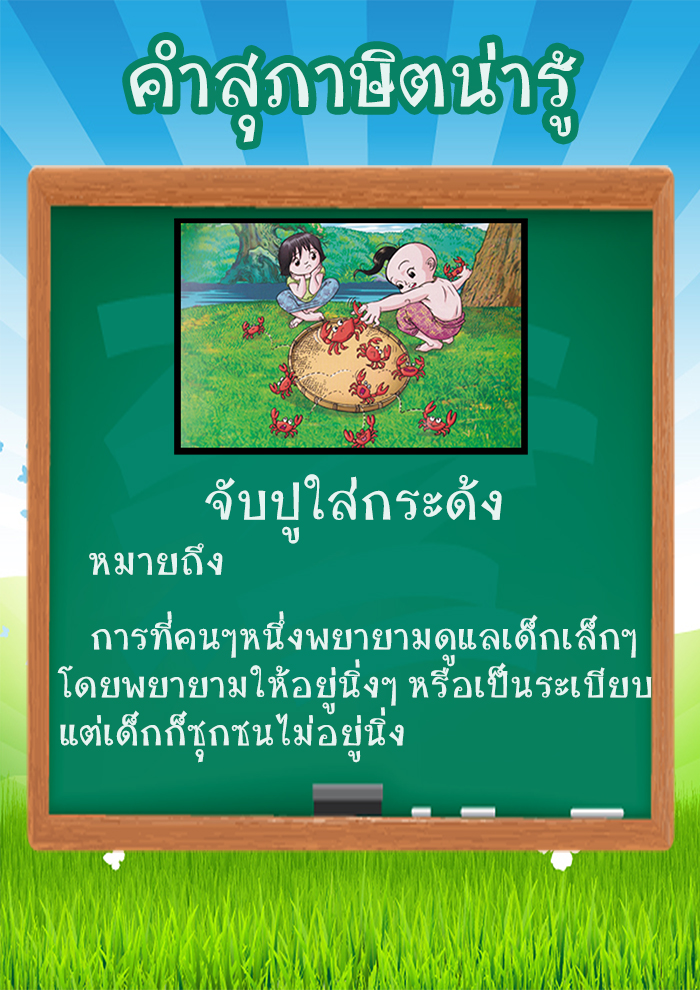 คำสุภาษิตน่ารู้
จับปูใส่กระด้ง
หมายถึง
การที่คนๆหนึ่งพยายามดูแลเด็กเล็กๆ
โดยพยายามให้อยู่นิ่งๆ หรือเป็นระเบียบ
แต่เด็กก็ซุกซนไม่อยู่นิ่ง